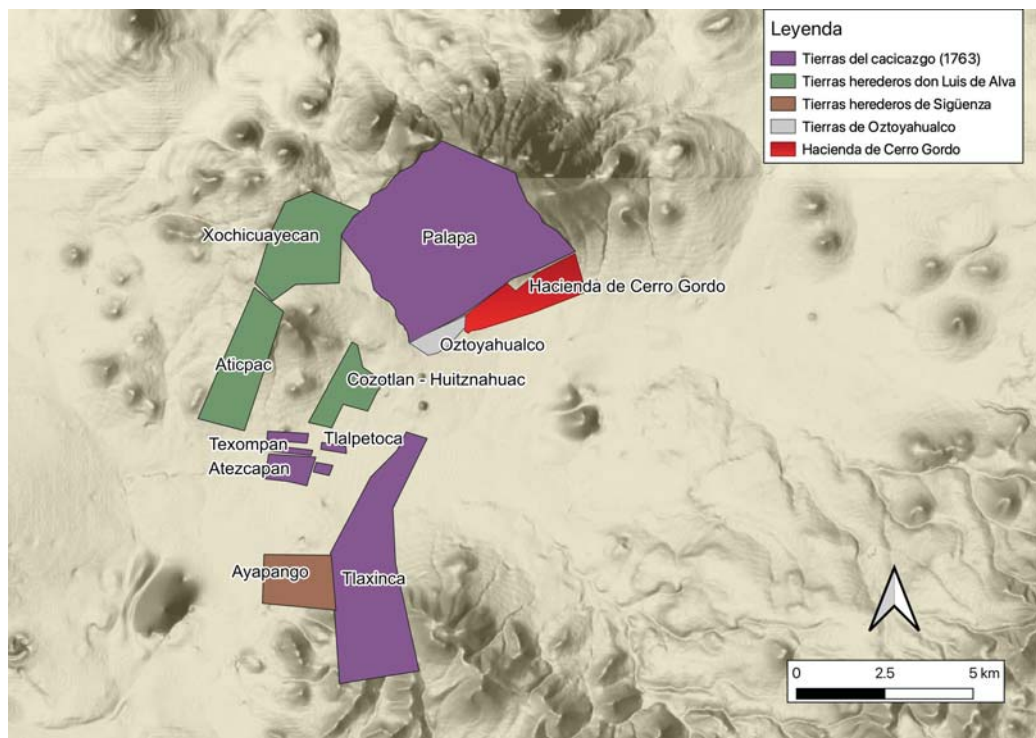 Leyenda
Tierras del cacicazgo (1763)
Tierras herederos don Luis de Alva
Tierras herederos de Sigüenza
Tierras de Oztoyahualco
Hacienda de Cerro Gordo
Xochicuayecan
Palapa
Hacienda de Cerro Gordo
Oztoyahualco
Aticpac
Cozotlan - Huitznahuac
Texompan
Tlalpetoca
Atezcapan
Ayapango
Tlaxinca
0 2.5 5 km